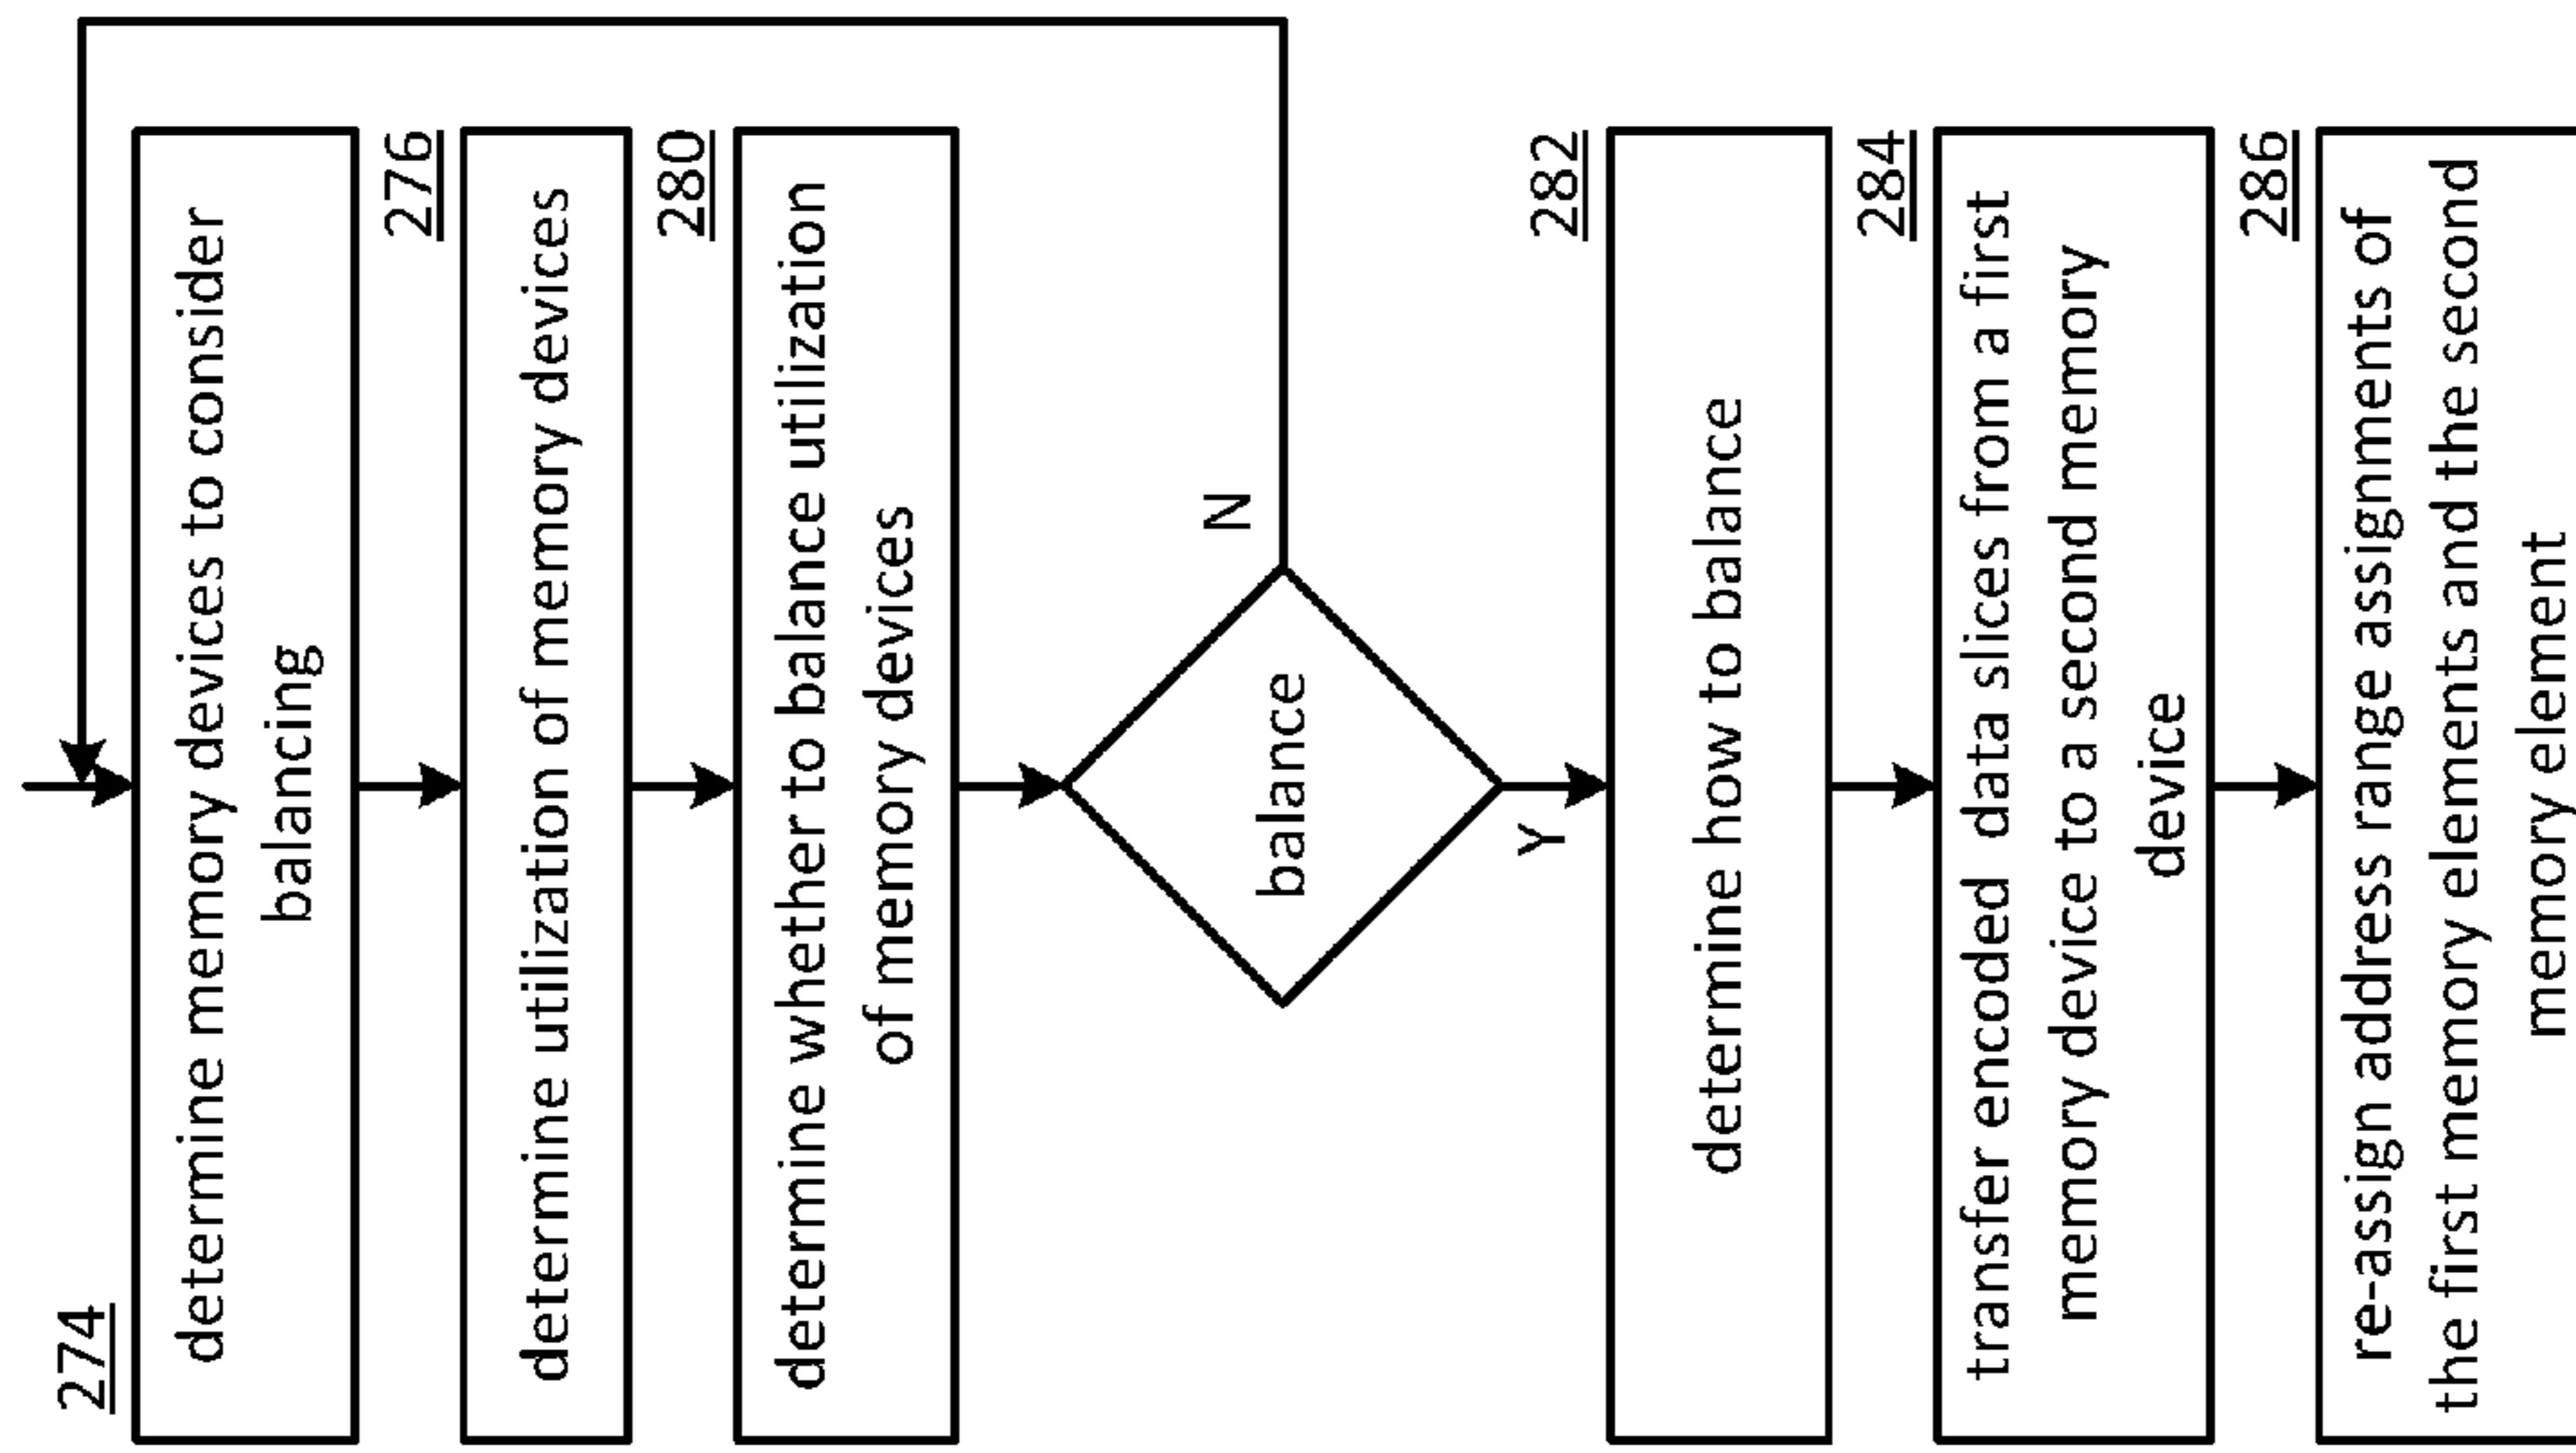 274
determine memory devices to consider
balancing
276
determine utilization of memory devices
280
determine whether to balance utilization
of memory devices
balance
N
Y
282
determine how to balance
284
transfer encoded  data slices from a first
memory device to a second memory
device
286
re-assign address range assignments of
the first memory elements and the second
memory element